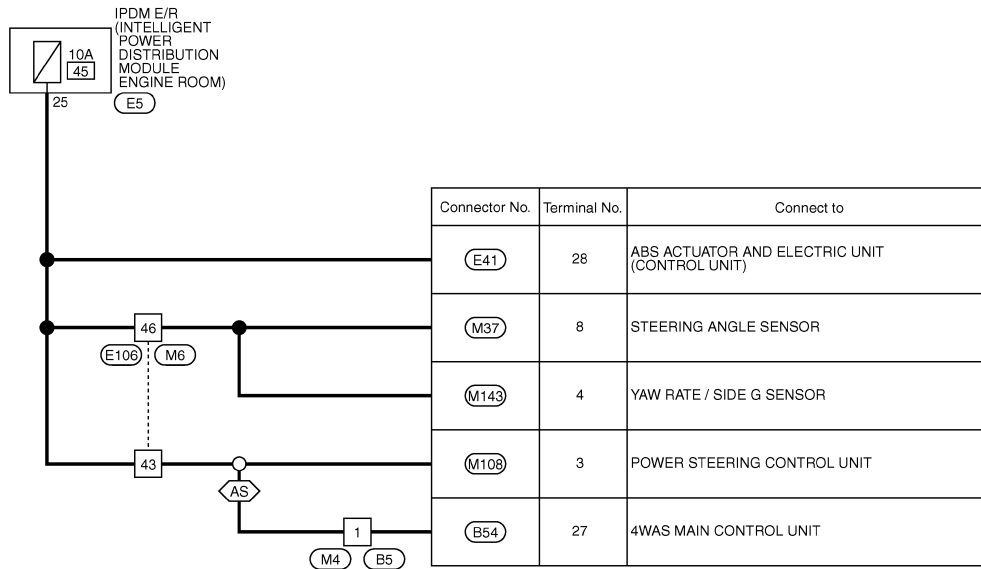 IPDM E/R
(INTELLIGENT
POWER
DISTRIBUTION
MODULE
ENGINE ROOM)
10A
45
25
E5
Connector No. Terminal No. Connect to
E41 28 ABS ACTUATOR AND ELECTRIC UNIT
(CONTROL UNIT)
46
M37 8 STEERING ANGLE SENSOR
E106 M6
M143 4 YAW RATE / SIDE G SENSOR
43
M108 3 POWER STEERING CONTROL UNIT
AS
1
B54 27 4WAS MAIN CONTROL UNIT
M4 B5